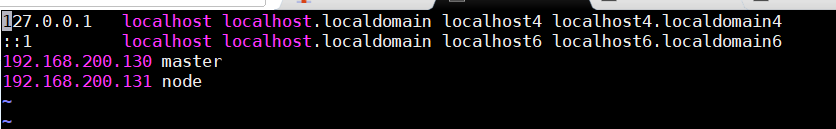 127.0.0.1   localhost localhost.localdomain localhost4 localhost4.localdomain4
::1         localhost localhost.localdomain localhost6 localhost6.localdomain6
192.168.200.130 master
192.168.200.131 node
~
~